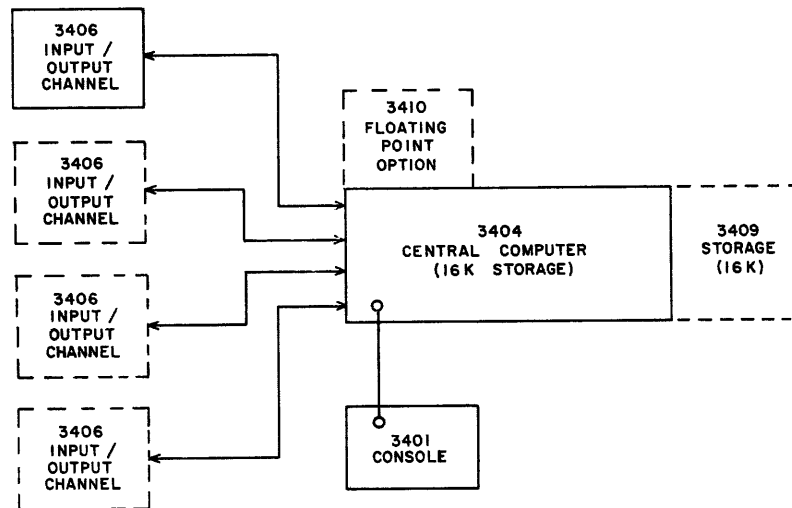 3406
INPUT /
OUTPUT
CHANNEL
3410
FLOATING
POINT
OPTION
3406
INPUT /
OUTPUT
CHANNEL
3404
CENTRAL COMPUTER
(16K STORAGE)
3409
STORAGE
(16K)
3406
INPUT /
OUTPUT
CHANNEL
3406
INPUT /
OUTPUT
CHANNEL
3401
CONSOLE